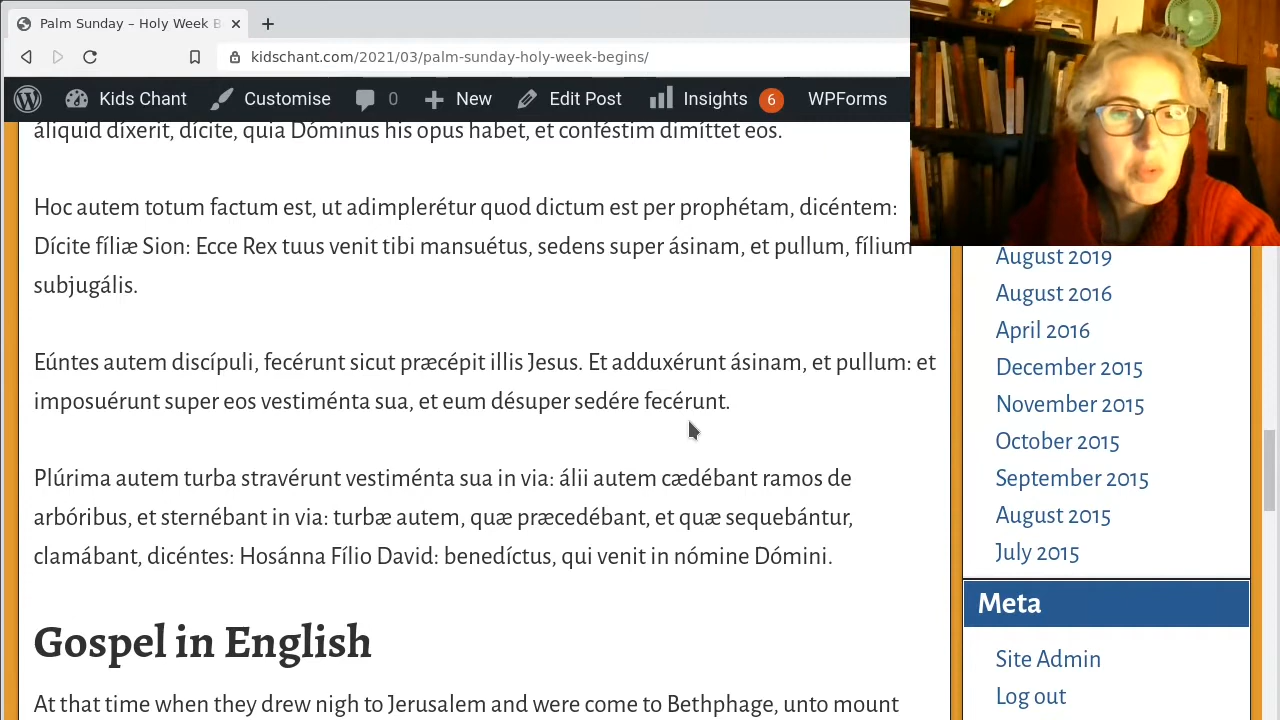 Palm Sunday – Holy Week B
kidschant.com/2021/03/palm-sunday-holy-week-begins/
Kids Chant Customise 0 New Edit Post Insights 6 WPForms
áliquid díxerit, dícite, quia Dóminus his opus habet, et conféstim dimíttet eos.
Hoc autem totum factum est, ut adimplerétur quod dictum est per prophétam, dicéntem:
Dícite fíliæ Sion: Ecce Rex tuus venit tibi mansuétus, sedens super ásinam, et pullum, fílium
subjugális.
Eúntes autem discípuli, fecérunt sicut præcépit illis Jesus. Et adduxérunt ásinam, et pullum: et
imposuérunt super eos vestiménta sua, et eum désuper sedére fecérunt.
Plúrima autem turba stravérunt vestiménta sua in via: álii autem cædébant ramos de
arbóribus, et sternébant in via: turbæ autem, quæ præcedébant, et quæ sequebántur,
clamábant, dicéntes: Hosánna Fílio David: benedíctus, qui venit in nómine Dómini.
Gospel in English
At that time when they drew nigh to Jerusalem and were come to Bethphage, unto mount
August 2019
August 2016
April 2016
December 2015
November 2015
October 2015
September 2015
August 2015
July 2015
Meta
Site Admin
Log out